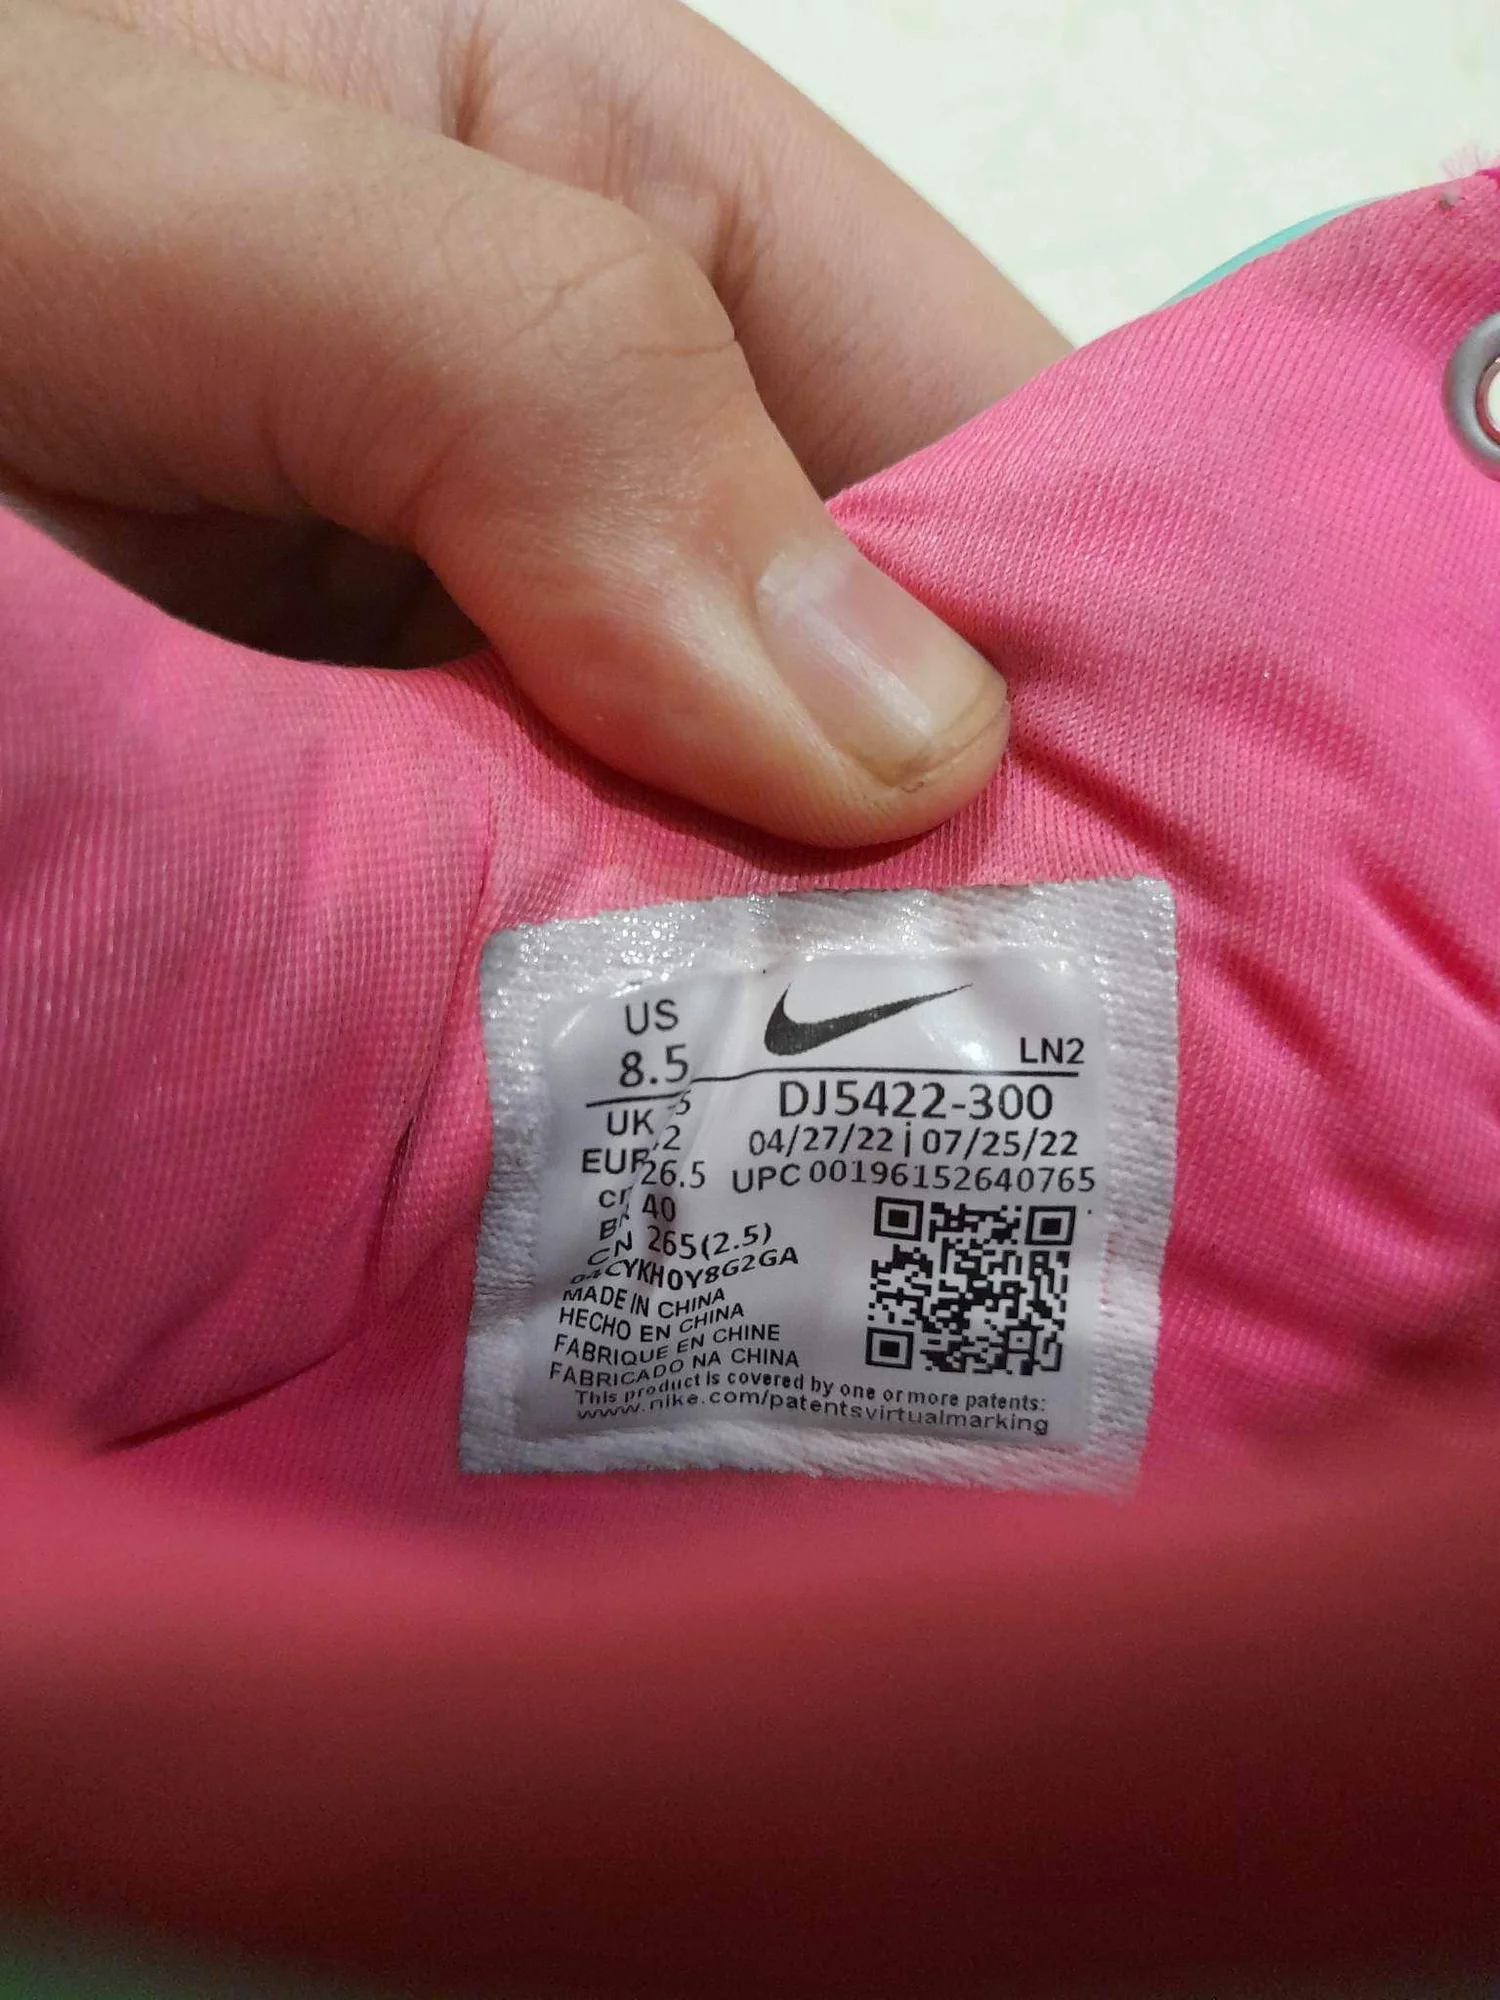 US
8.5
LN2
UK
DJ5422-300
04/27/22 | 07/25/22
26.5
UPC 00196152640765
40
CN 265(2.5)
MADE IN CHINA
HECHO EN CHINA
FABRIQUE EN CHINE
FABRICADO NA CHINA
This product is covered by one or more patents:
www.nike.com/patentsvirtualmarking